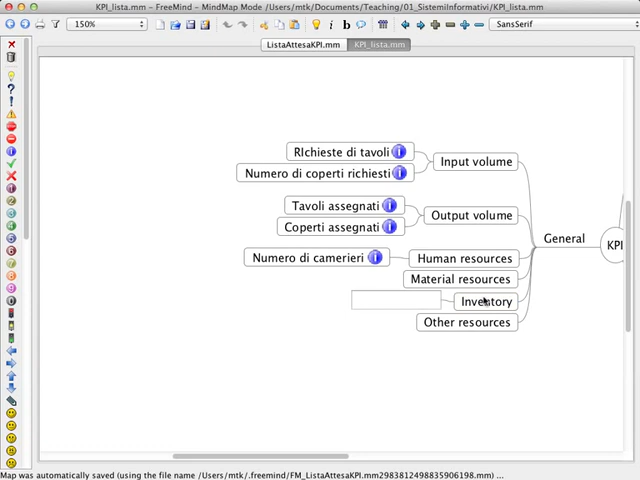 KPI_lista.mm - FreeMind - MindMap Mode /Users/mtk/Documents/Teaching/01_SistemiInformativi/KPI_lista.mm
150%
SansSerif
ListaAttesaKPI.mm
KPI_lista.mm
RIchieste di tavoli
Input volume
Numero di coperti richiesti
Tavoli assegnati
Output volume
Coperti assegnati
General
KPI
Numero di camerieri
Human resources
Material resources
Inventory
Other resources
Map was automatically saved (using the file name /Users/mtk/.freemind/FM_ListaAttesaKPI.mm2983812498835906198.mm) ...